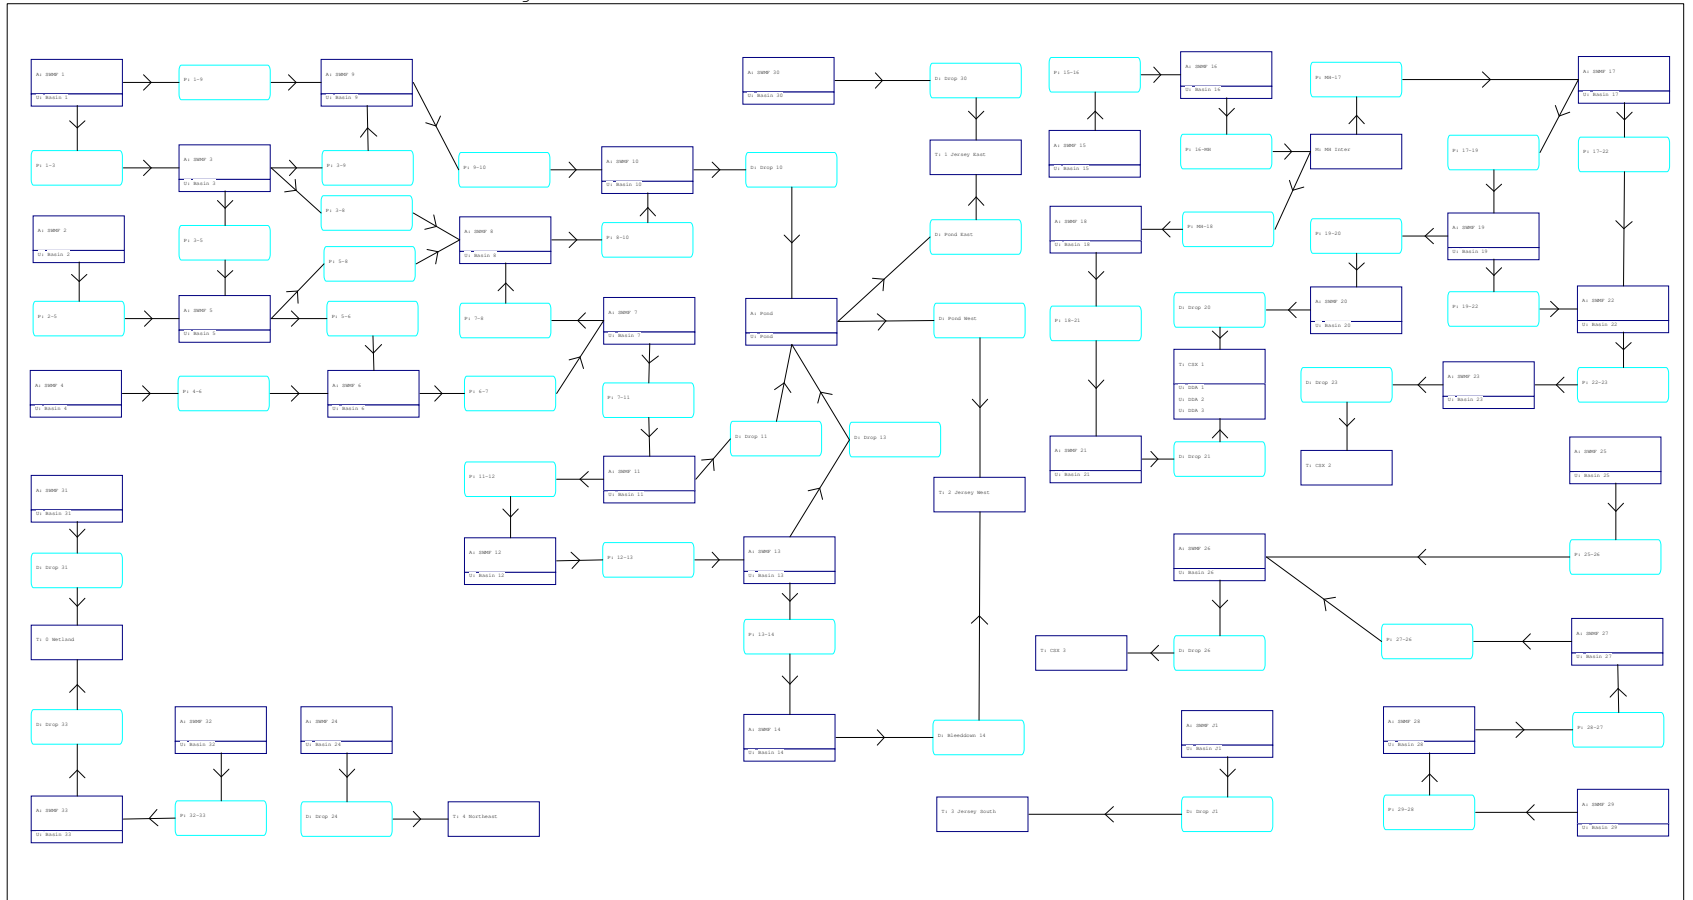 A: SWMF 1
U: Basin 1
P: 1-9
A: SWMF 9
U: Basin 9
A: SWMF 30
U: Basin 30
D: Drop 30
P: 15-16
A: SWMF 16
U: Basin 16
P: MH-17
A: SWMF 17
U: Basin 17
P: 1-3
A: SWMF 3
U: Basin 3
P: 3-9
P: 9-10
A: SWMF 10
U: Basin 10
D: Drop 10
T: 1 Jersey East
A: SWMF 15
U: Basin 15
P: 16-MH
M: MH Inter
P: 17-19
P: 17-22
A: SWMF 2
U: Basin 2
P: 3-5
P: 3-8
P: 5-8
A: SWMF 8
U: Basin 8
P: 8-10
D: Pond East
A: SWMF 18
U: Basin 18
P: MH-18
P: 19-20
A: SWMF 19
U: Basin 19
P: 2-5
A: SWMF 5
U: Basin 5
P: 5-6
P: 7-8
A: SWMF 7
U: Basin 7
A: Pond
U: Pond
D: Pond West
P: 18-21
D: Drop 20
A: SWMF 20
U: Basin 20
P: 19-22
A: SWMF 22
U: Basin 22
A: SWMF 4
U: Basin 4
P: 4-6
A: SWMF 6
U: Basin 6
P: 6-7
P: 7-11
T: CSX 1
U: DDA 1
U: DDA 2
U: DDA 3
D: Drop 23
A: SWMF 23
U: Basin 23
P: 22-23
D: Drop 11
D: Drop 13
A: SWMF 21
U: Basin 21
D: Drop 21
T: CSX 2
A: SWMF 25
U: Basin 25
A: SWMF 31
U: Basin 31
P: 11-12
A: SWMF 11
U: Basin 11
T: 2 Jersey West
D: Drop 31
A: SWMF 12
U: Basin 12
P: 12-13
A: SWMF 13
U: Basin 13
A: SWMF 26
U: Basin 26
P: 25-26
T: 0 Wetland
P: 13-14
T: CSX 3
D: Drop 26
P: 27-26
A: SWMF 27
U: Basin 27
D: Drop 33
A: SWMF 32
U: Basin 32
A: SWMF 24
U: Basin 24
A: SWMF 14
U: Basin 14
D: Bleeddown 14
A: SWMF J1
U: Basin J1
A: SWMF 28
U: Basin 28
P: 28-27
A: SWMF 33
U: Basin 33
P: 32-33
D: Drop 24
T: 4 Northeast
T: 3 Jersey South
D: Drop J1
P: 29-28
A: SWMF 29
U: Basin 29